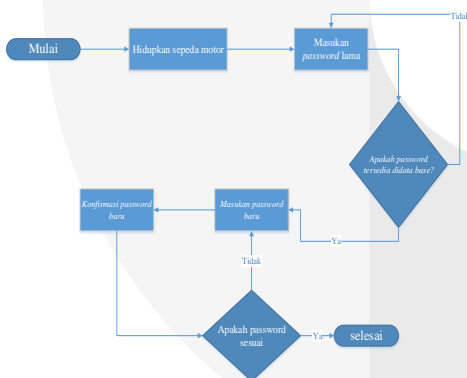 Tidak
Mulai
Hidupkan sepeda motor
Masukan
password lama
Apakah password
tersedia didata base?
Ya
Konfirmasi password
baru
Masukan password
baru
Tidak
Apakah password
sesuai
Ya
selesai